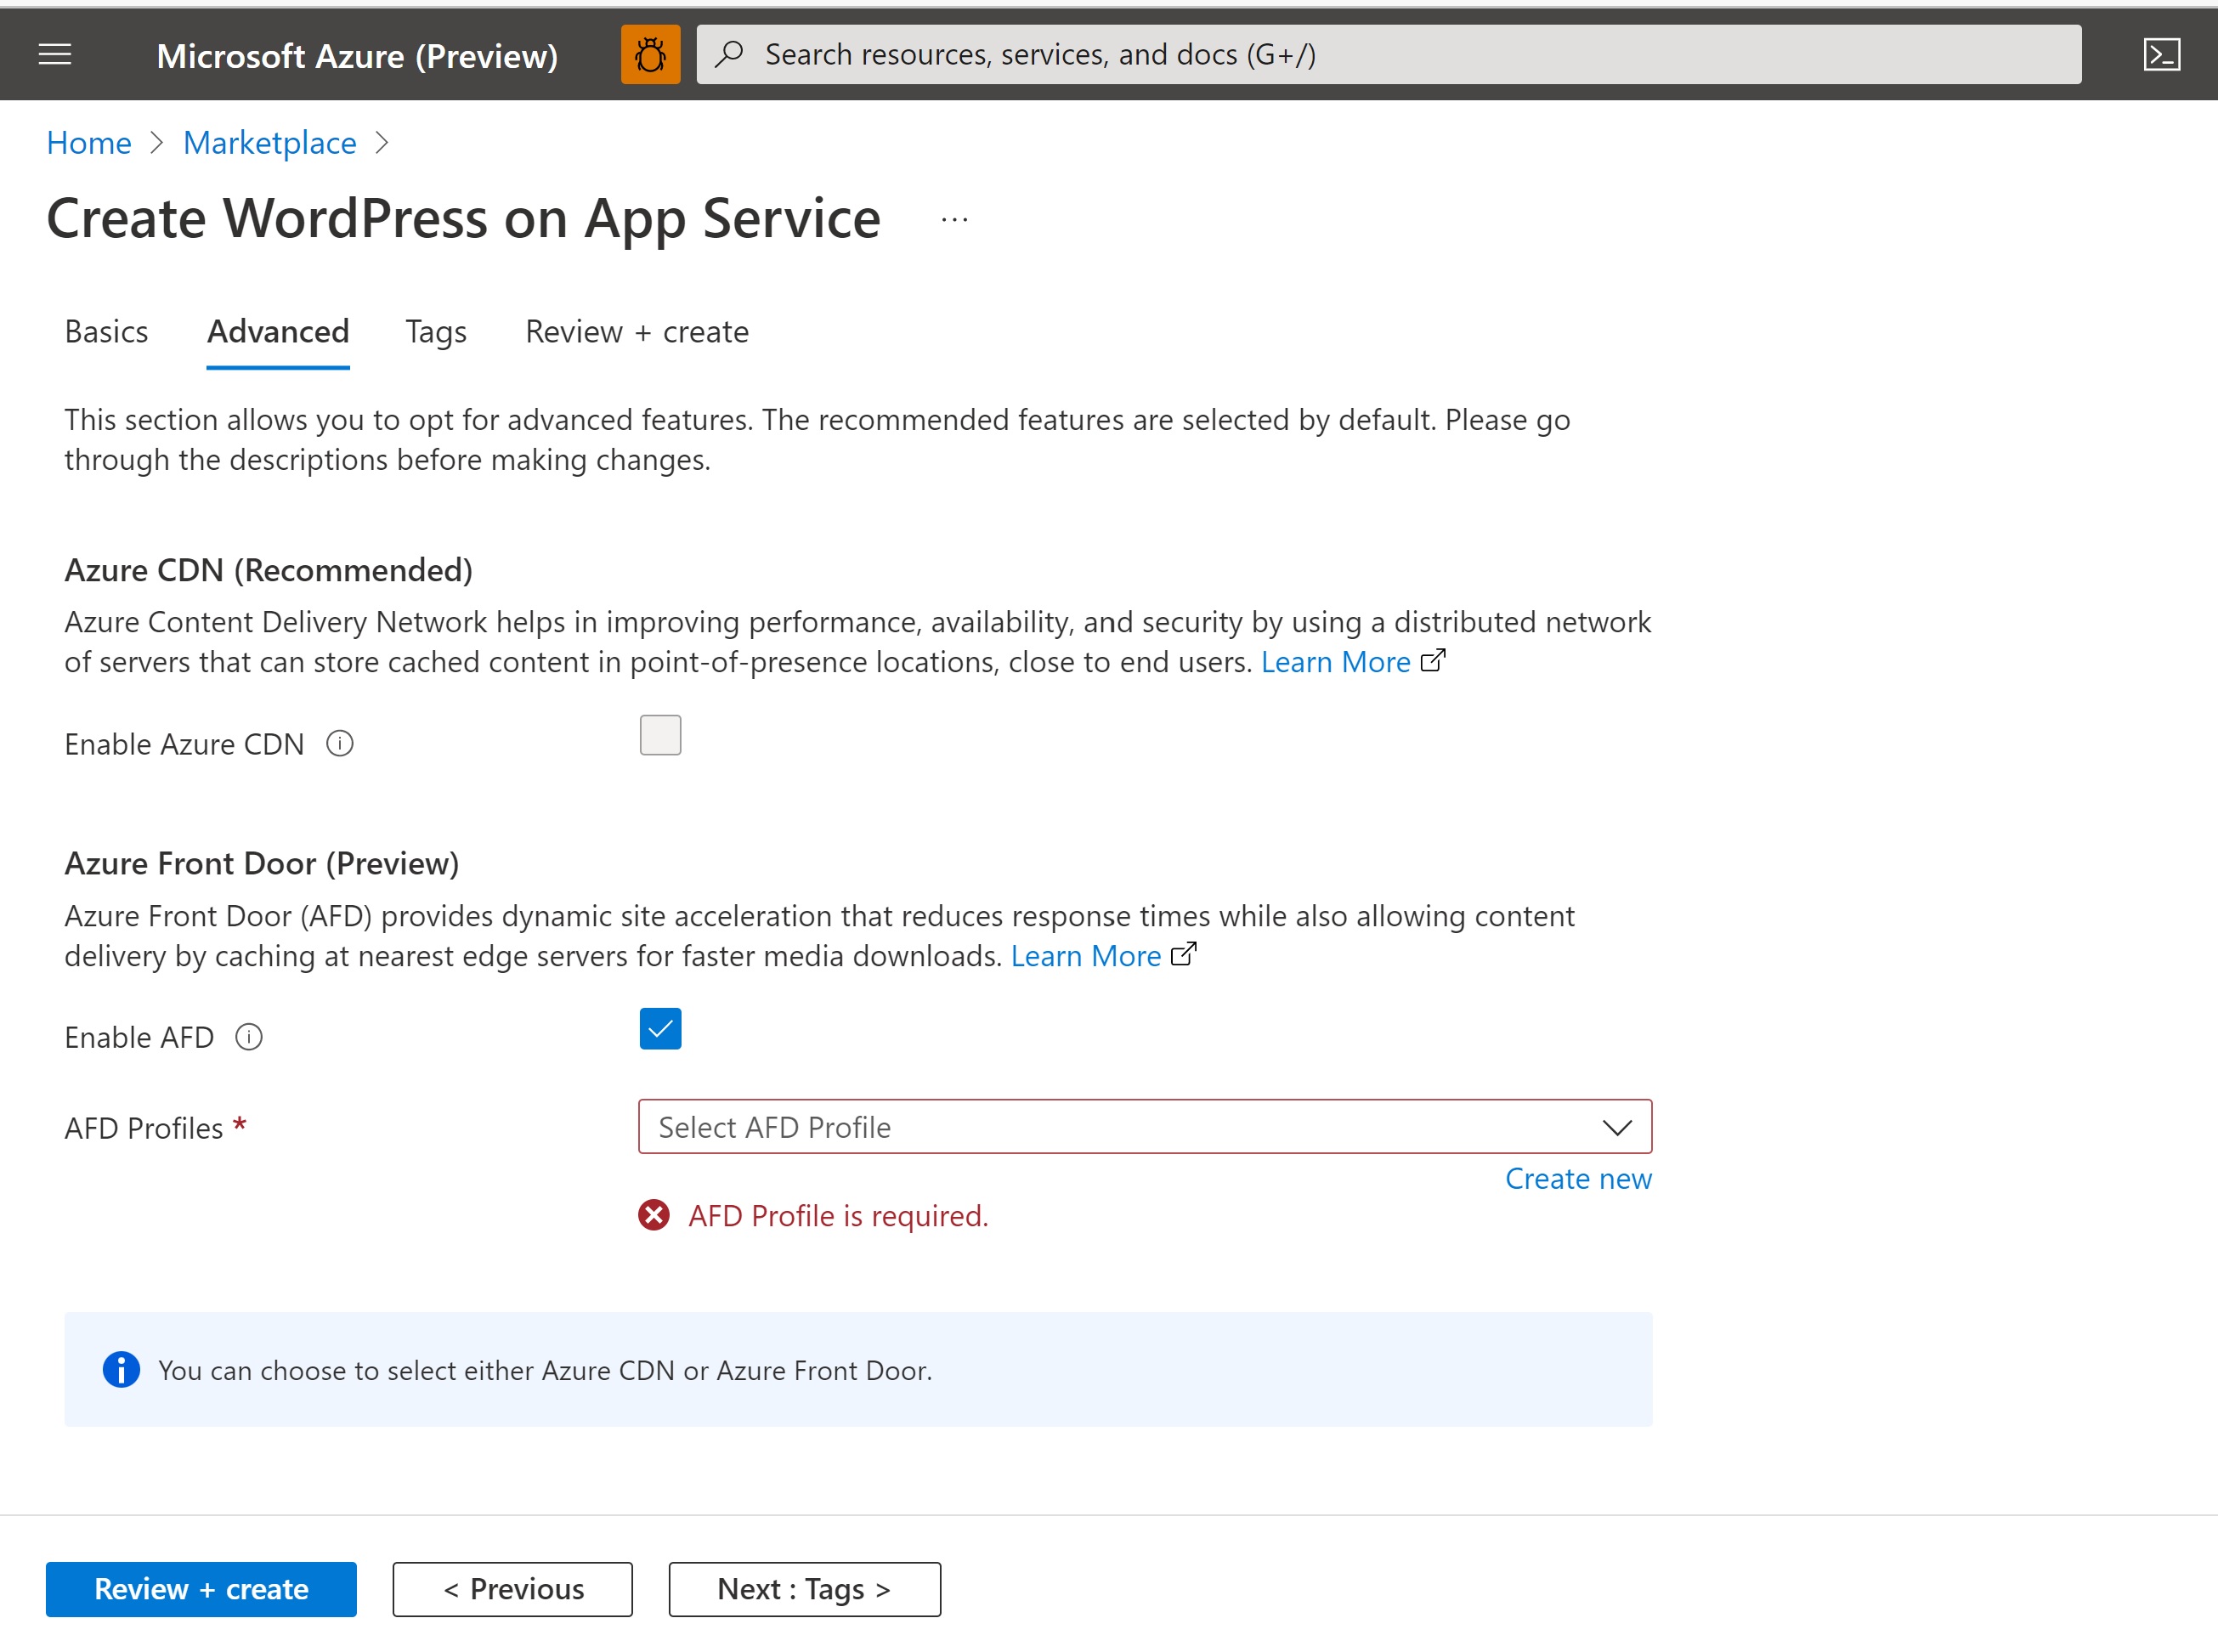 Microsoft Azure (Preview)
Search resources, services, and docs (G+/)
Home > Marketplace >
Create WordPress on App Service ...
Basics Advanced Tags Review + create
This section allows you to opt for advanced features. The recommended features are selected by default. Please go
through the descriptions before making changes.
Azure CDN (Recommended)
Azure Content Delivery Network helps in improving performance, availability, and security by using a distributed network
of servers that can store cached content in point-of-presence locations, close to end users. Learn More
Enable Azure CDN
Azure Front Door (Preview)
Azure Front Door (AFD) provides dynamic site acceleration that reduces response times while also allowing content
delivery by caching at nearest edge servers for faster media downloads. Learn More
Enable AFD
AFD Profiles *
Select AFD Profile
Create new
AFD Profile is required.
You can choose to select either Azure CDN or Azure Front Door.
Review + create
< Previous
Next : Tags >